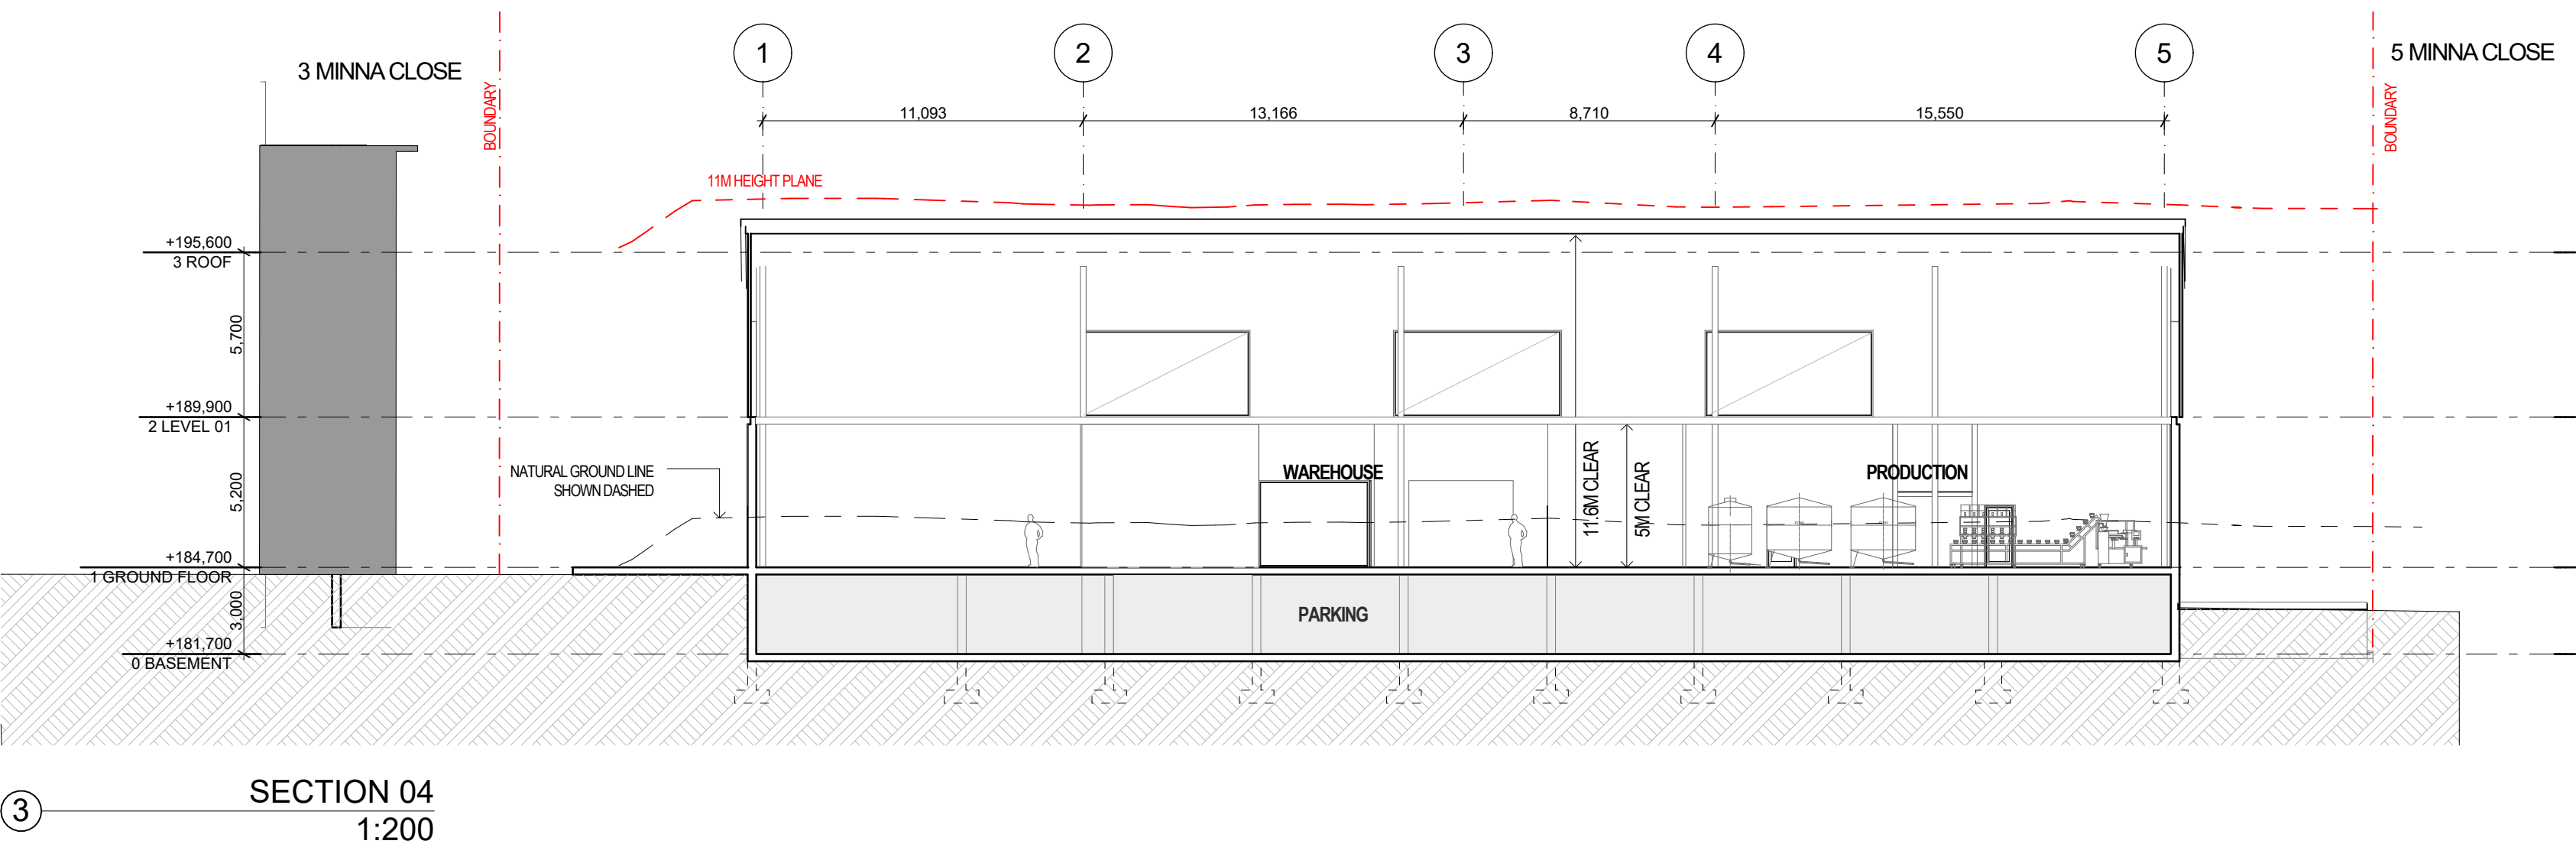 3 MINNA CLOSE
5 MINNA CLOSE
1
2
3
4
5
BOUNDARY
BOUNDARY
11,093
13,166
8,710
15,550
11M HEIGHT PLANE
+195,600
3 ROOF
5,700
+189,900
2 LEVEL 01
5,200
NATURAL GROUND LINE
SHOWN DASHED
WAREHOUSE
11.6M CLEAR
5M CLEAR
PRODUCTION
+184,700
1 GROUND FLOOR
3,000
PARKING
+181,700
0 BASEMENT
3
SECTION 04
1:200